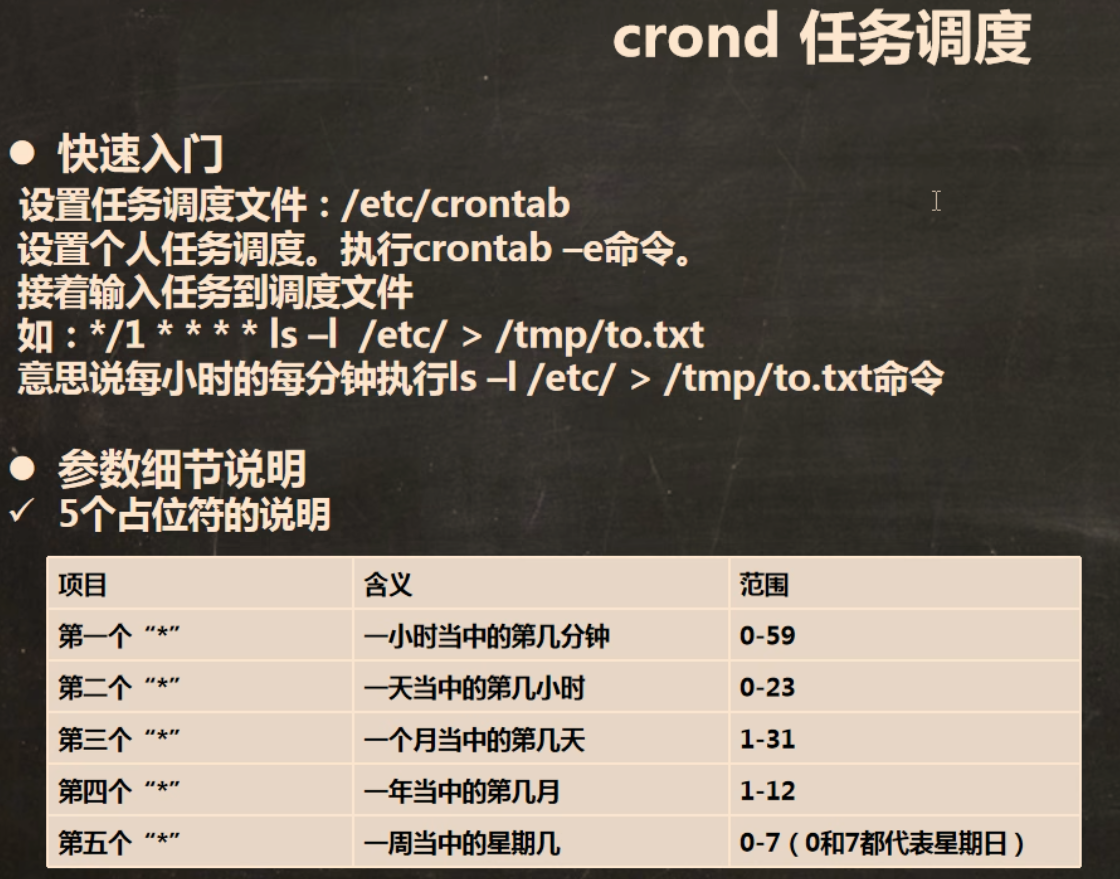 crond 任务调度
● 快速入门
设置任务调度文件：/etc/crontab
设置个人任务调度。执行crontab –e命令。
接着输入任务到调度文件
如：*/1 * * * * ls –l  /etc/ > /tmp/to.txt
意思说每小时的每分钟执行ls –l /etc/ > /tmp/to.txt命令
● 参数细节说明
✓ 5个占位符的说明
项目 含义 范围
第一个 “*” 一小时当中的第几分钟 0-59
第二个 “*” 一天当中的第几小时 0-23
第三个 “*” 一个月当中的第几天 1-31
第四个 “*” 一年当中的第几月 1-12
第五个 “*” 一周当中的星期几 0-7（0和7都代表星期日）